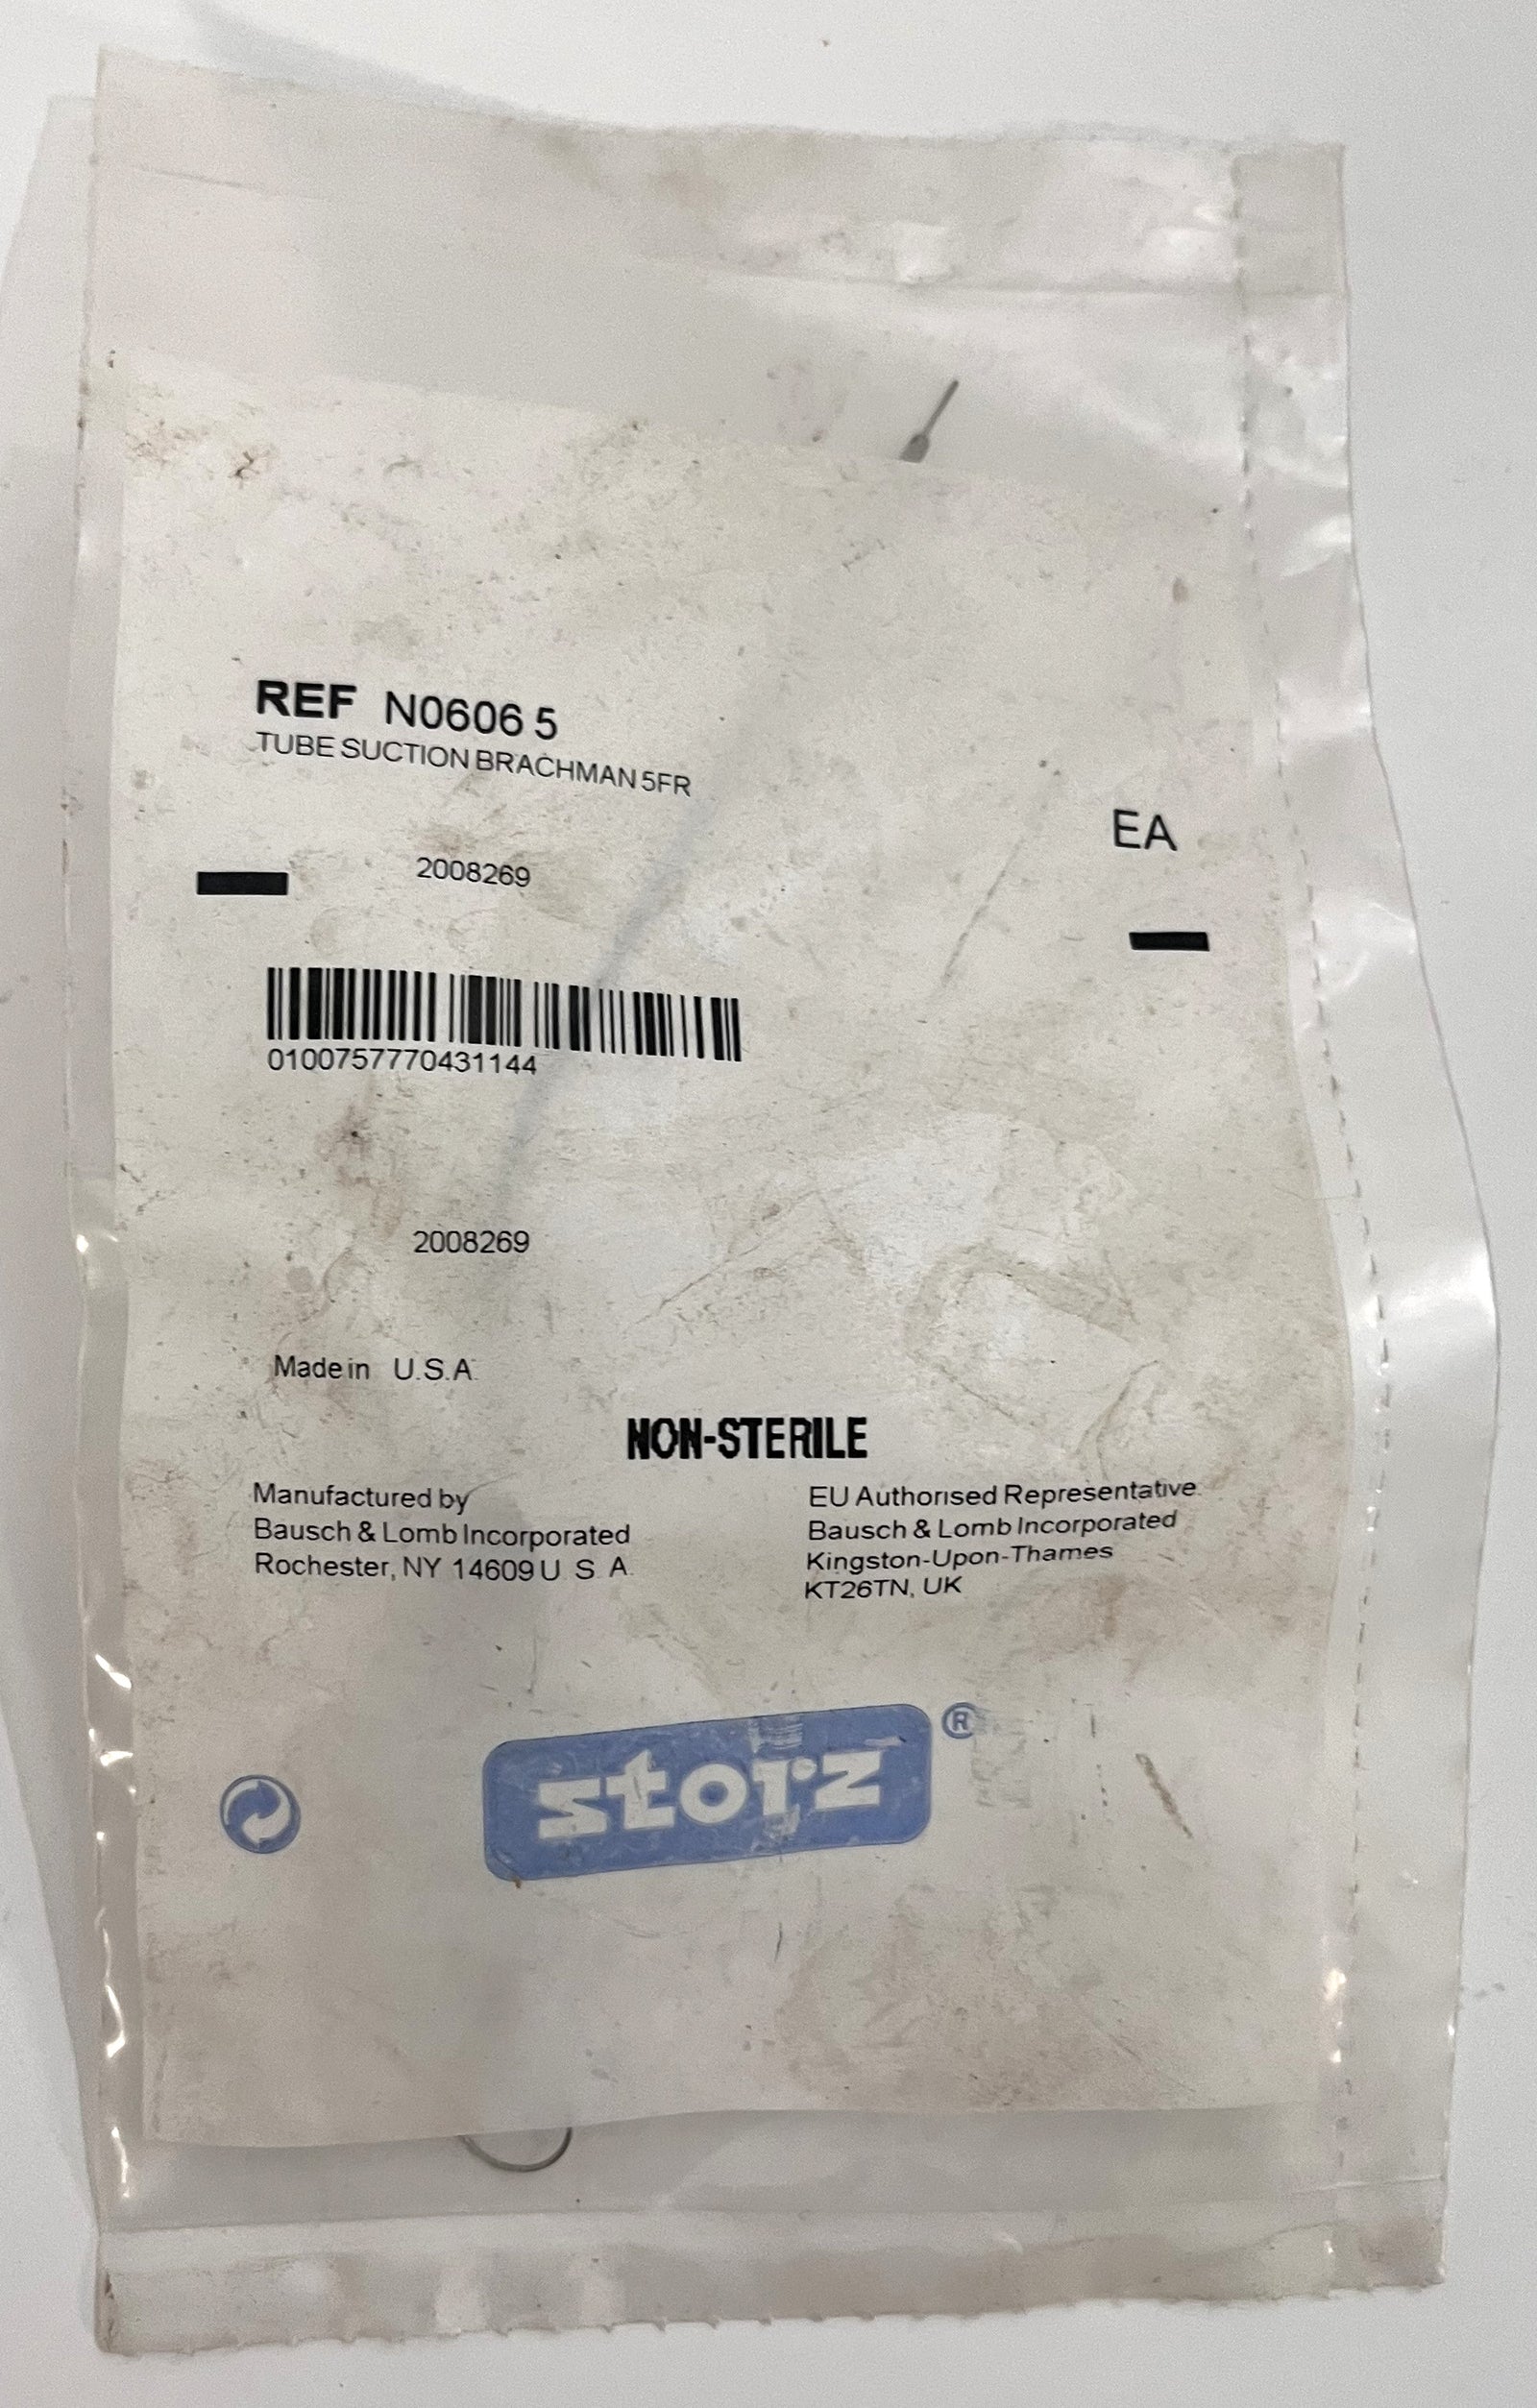 REF N0606 5
TUBE SUCTION BRACHMAN 5FR
EA
2008269
0100757770431144
2008269
Made in U.S.A.
NON-STERILE
Manufactured by
Bausch & Lomb Incorporated
Rochester, NY 14609 U S A.
EU Authorised Representative
Bausch & Lomb Incorporated
Kingston-Upon-Thames
KT26TN, UK
storz ®